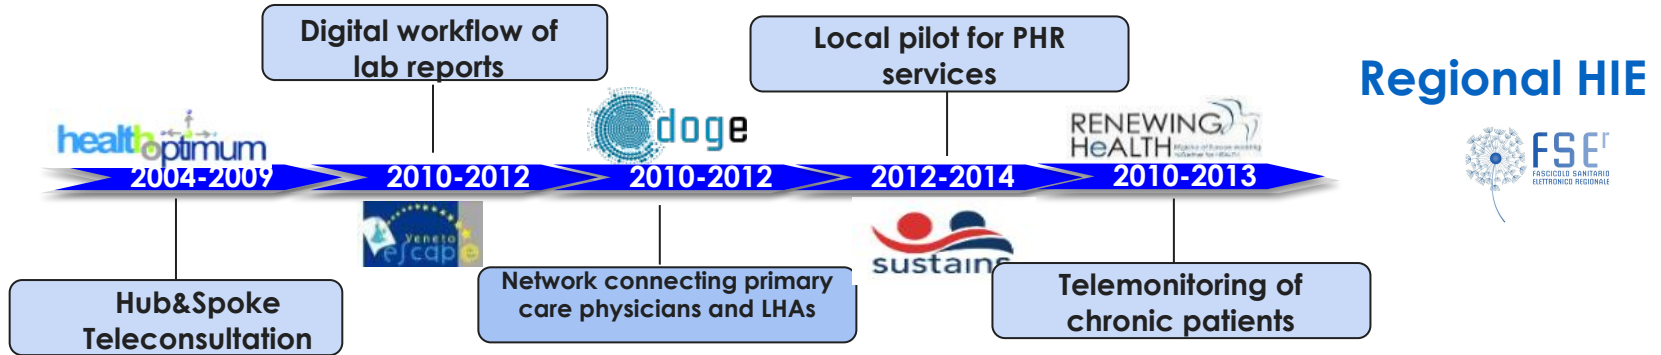 Digital workflow of
lab reports
Local pilot for PHR
services
Regional HIE
healthoptimum
doge
RENEWING
HeALTH
FSEr
FASCICOLO SANITARIO
ELETTRONICO REGIONALE
2004-2009
2010-2012
2010-2012
2012-2014
2010-2013
Veneto
escape
sustains
Hub&Spoke
Teleconsultation
Network connecting primary
care physicians and LHAs
Telemonitoring of
chronic patients